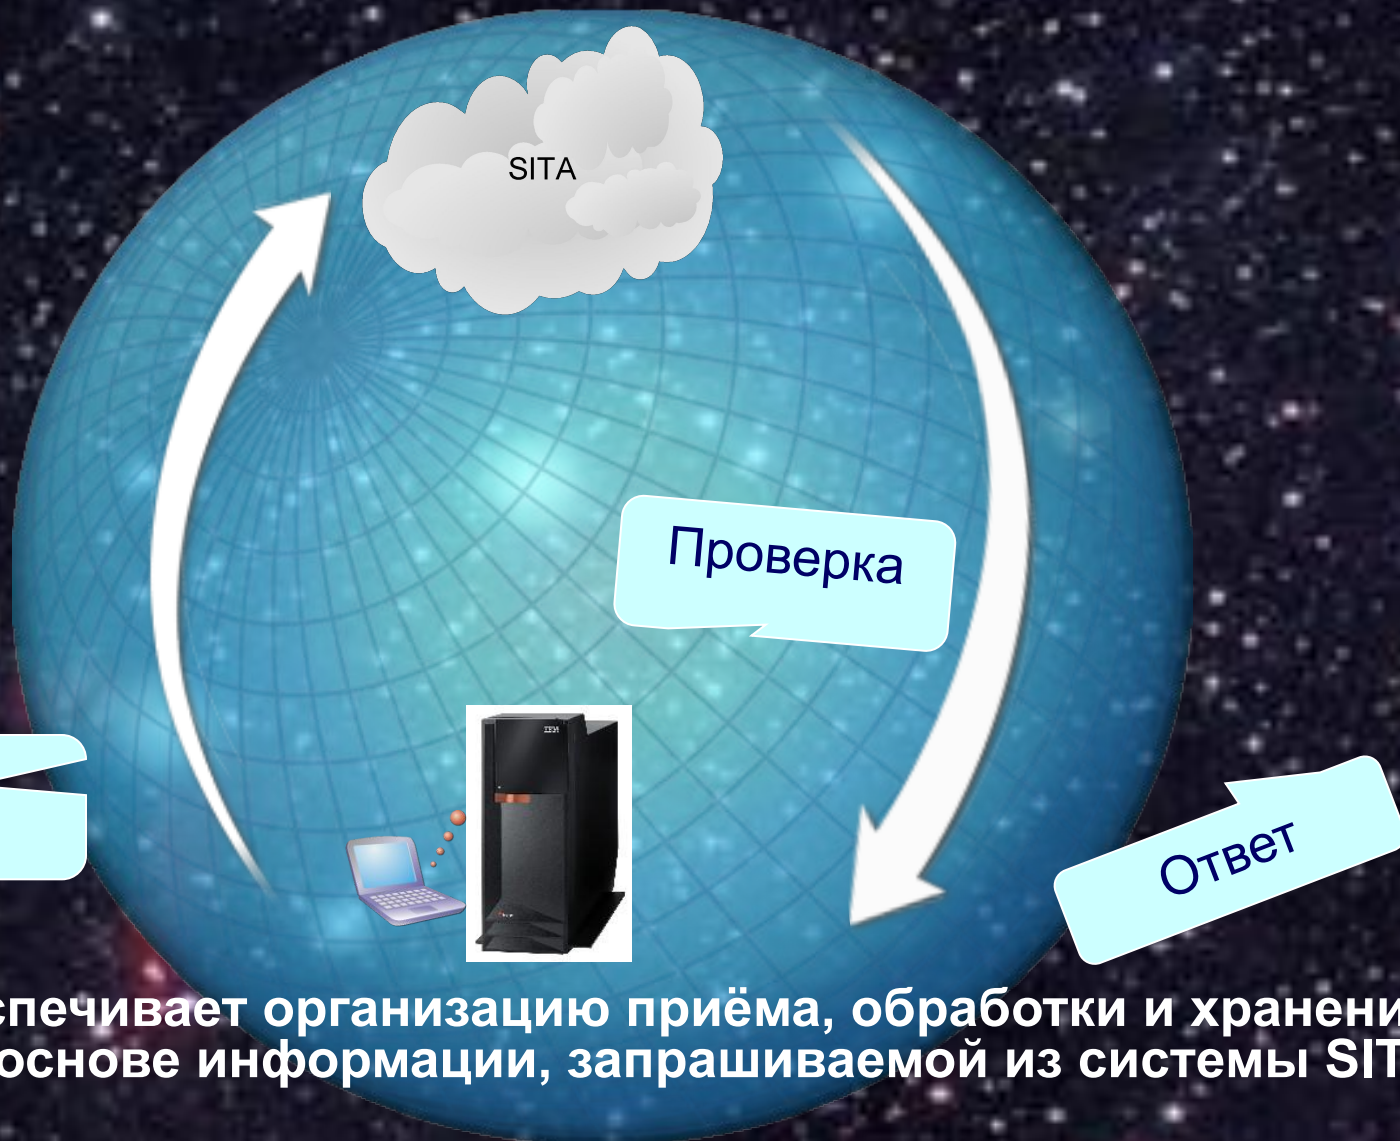 SITA
Проверка
Ответ
спечивает организацию приёма, обработки и хранени
основе информации, запрашиваемой из системы SIT